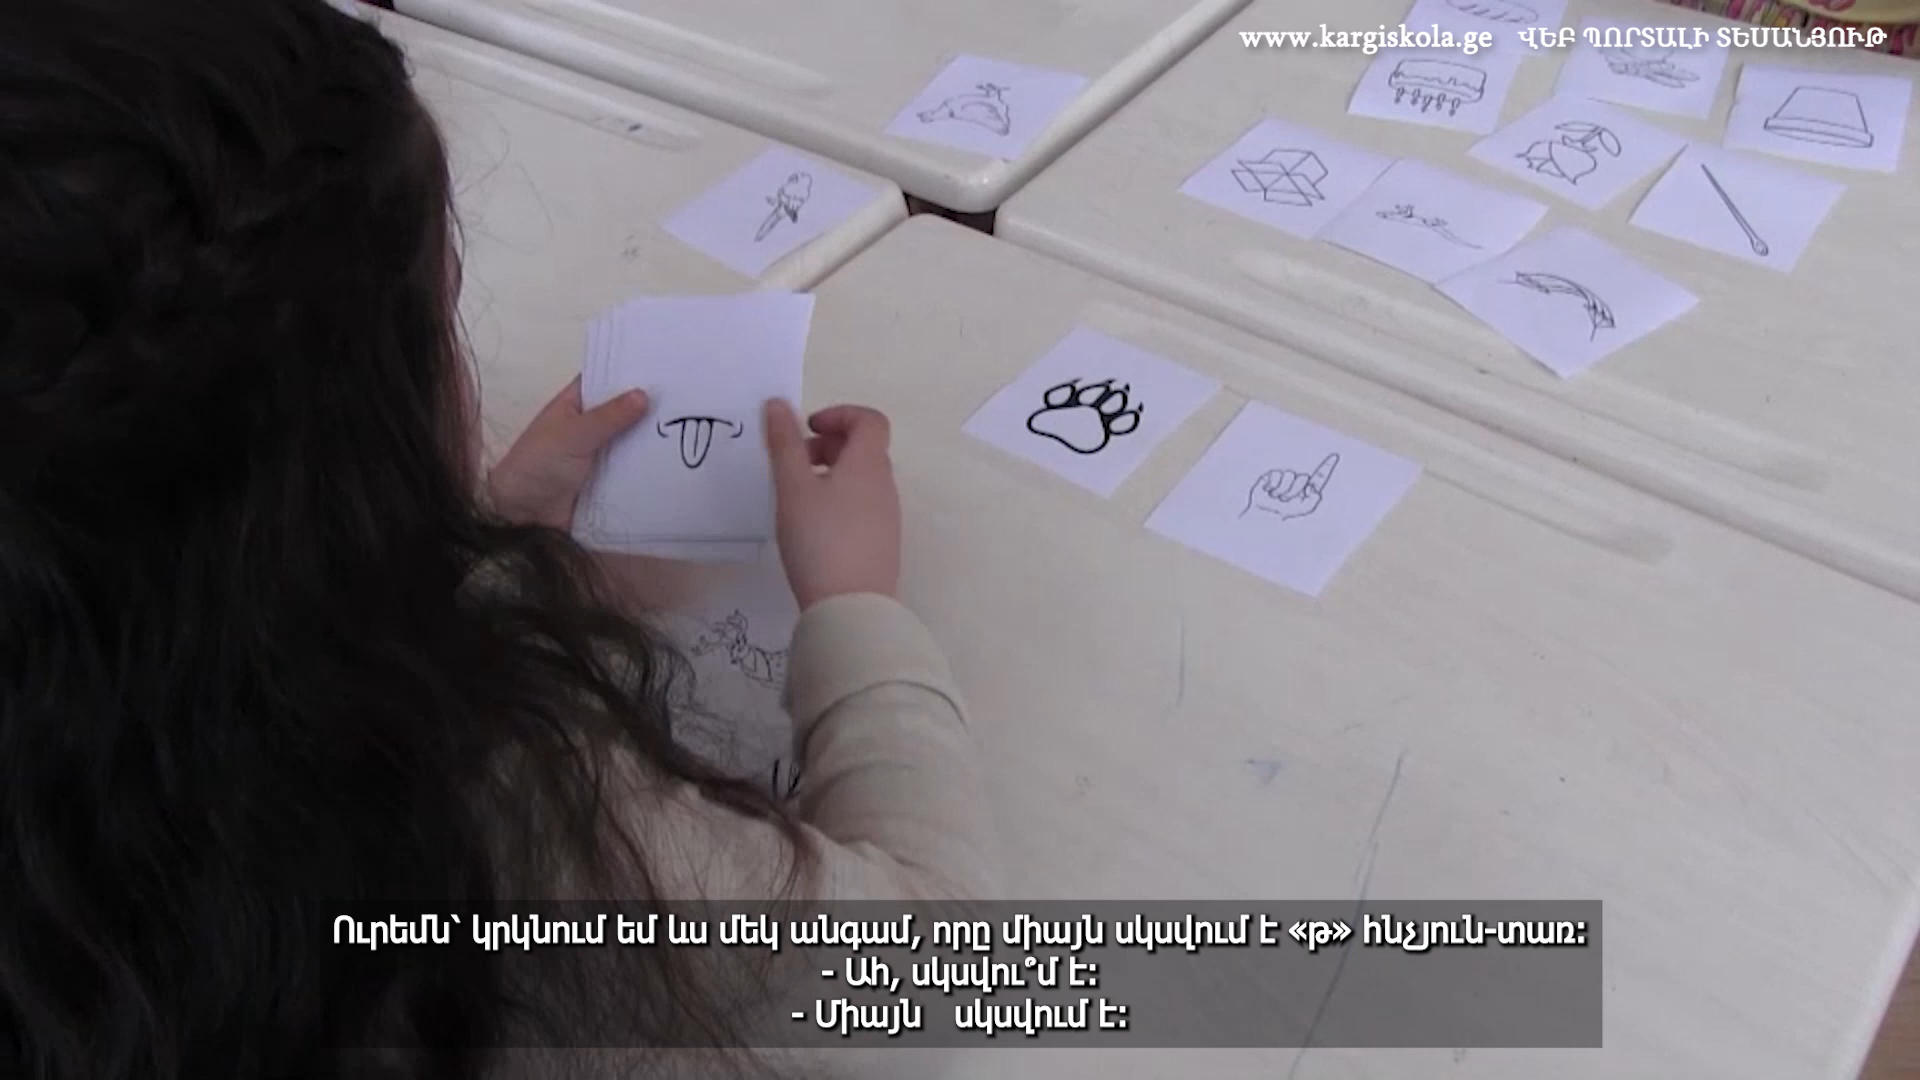 www.kargiskola.ge ՎԵԲ ՊՈՐՏԱԼԻ ՏԵՍԱՆՅՈՒԹ
Ուրեմն՝ կրկնում եմ ևս մեկ անգամ, որը միայն սկսվում է «թ» հնչյուն-տառ:
- Ահ, սկսվու՞մ է:
- Միայն սկսվում է: